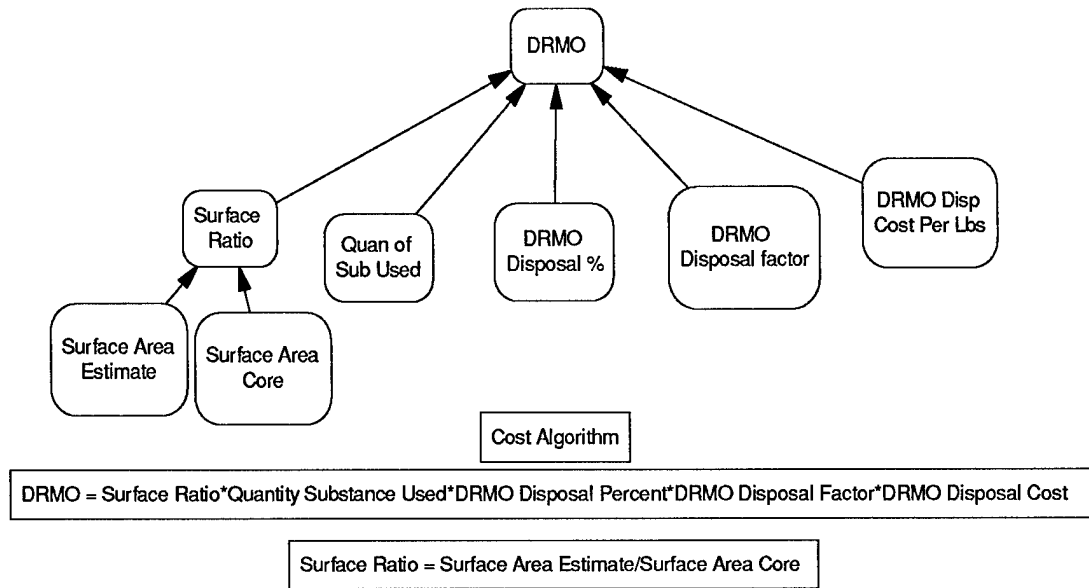 DRMO
Surface
Ratio
Quan of
Sub Used
DRMO
Disposal %
DRMO
Disposal factor
DRMO Disp
Cost Per Lbs
Surface Area
Estimate
Surface Area
Core
Cost Algorithm
DRMO = Surface Ratio*Quantity Substance Used*DRMO Disposal Percent*DRMO Disposal Factor*DRMO Disposal Cost
Surface Ratio = Surface Area Estimate/Surface Area Core